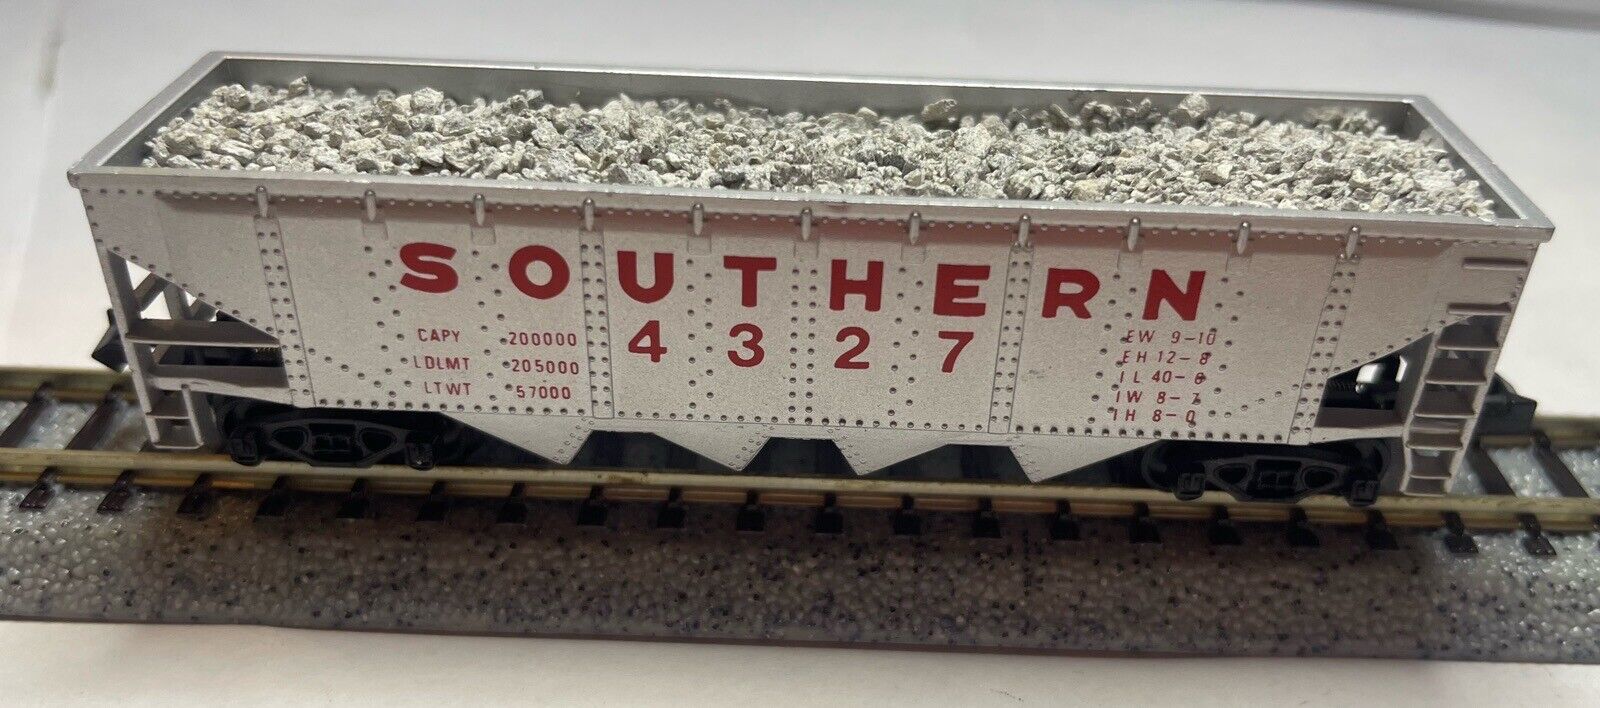 SOUTHERN
4327
CAPY 200000
LDLMT 205000
LTWT 57000
EW 9-10
EH 12-8
IL 40-6
IW 8-7
IH 8-0